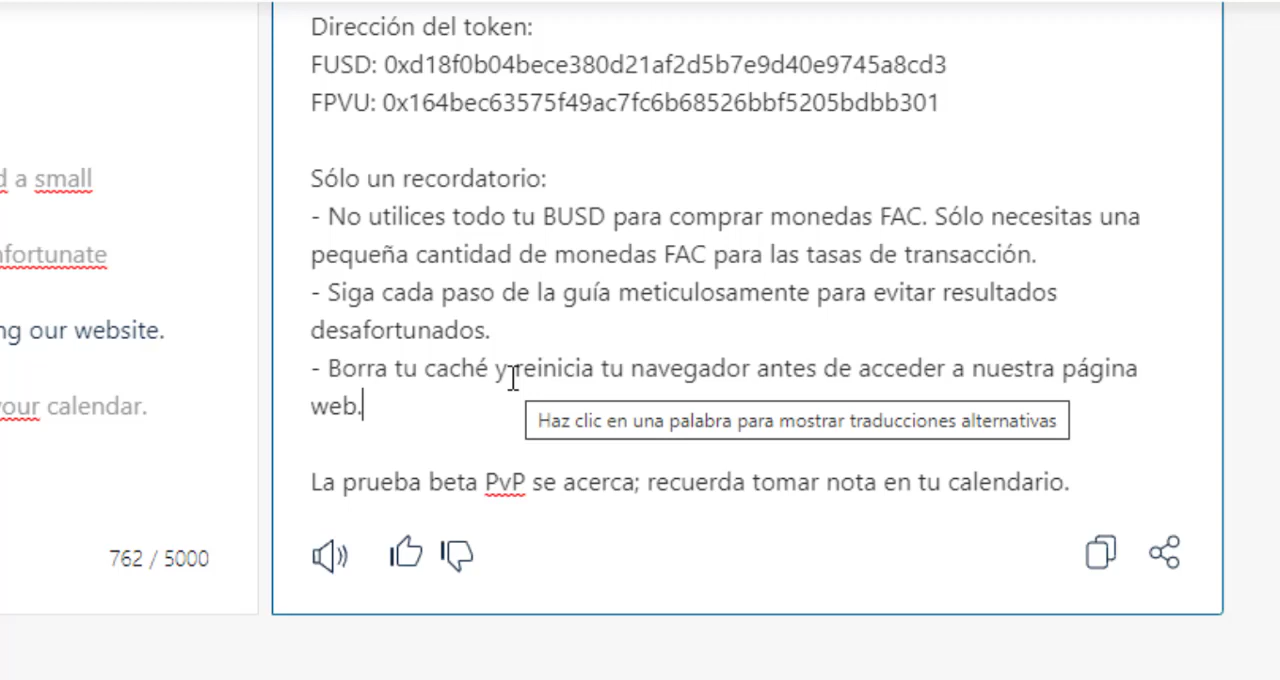 Dirección del token:
FUSD: 0xd18f0b04bece380d21af2d5b7e9d40e9745a8cd3
FPVU: 0x164bec63575f49ac7fc6b68526bbf5205bdbb301
d a small
Sólo un recordatorio:
- No utilices todo tu BUSD para comprar monedas FAC. Sólo necesitas una
nfortunate
pequeña cantidad de monedas FAC para las tasas de transacción.
- Siga cada paso de la guía meticulosamente para evitar resultados
ng our website.
desafortunados.
- Borra tu caché y reinicia tu navegador antes de acceder a nuestra página
your calendar.
web.
Haz clic en una palabra para mostrar traducciones alternativas
La prueba beta PvP se acerca; recuerda tomar nota en tu calendario.
762 / 5000